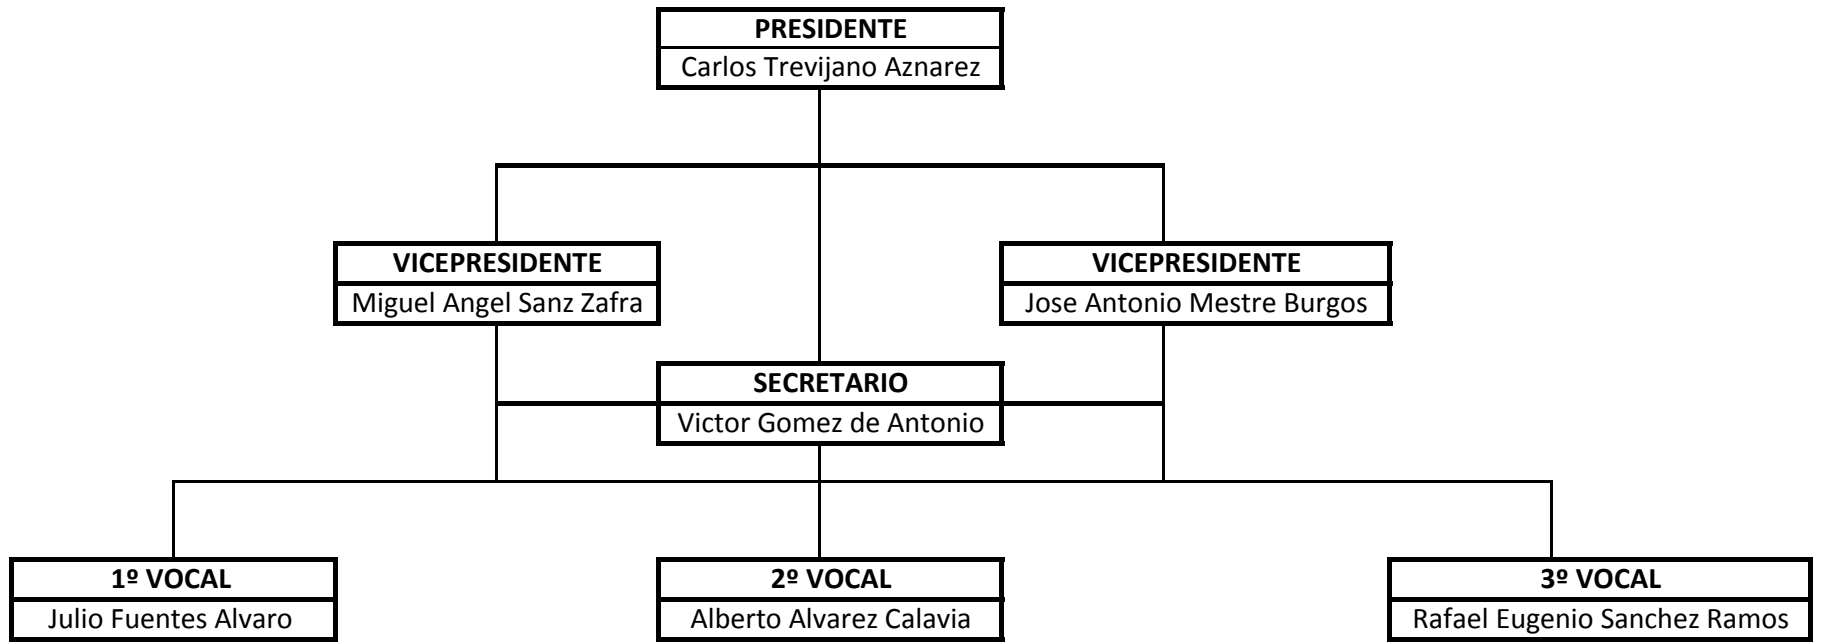 PRESIDENTE
Carlos Trevijano Aznarez
VICEPRESIDENTE
Miguel Angel Sanz Zafra
VICEPRESIDENTE
Jose Antonio Mestre Burgos
SECRETARIO
Victor Gomez de Antonio
1º VOCAL
Julio Fuentes Alvaro
2º VOCAL
Alberto Alvarez Calavia
3º VOCAL
Rafael Eugenio Sanchez Ramos